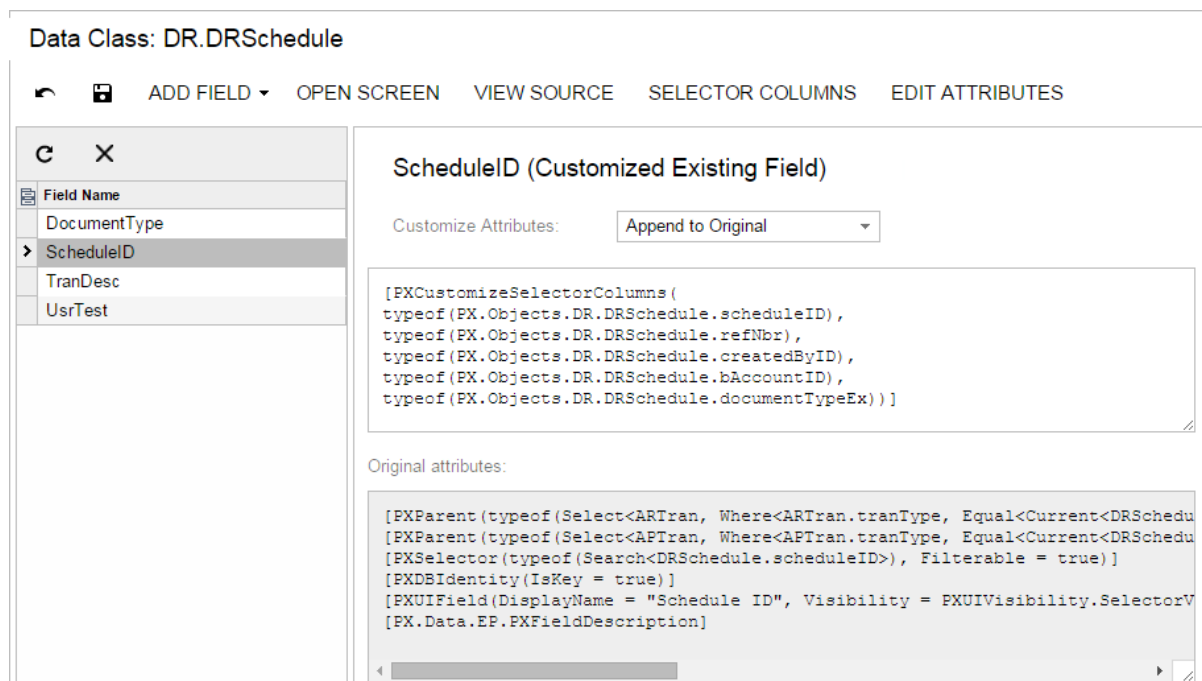 Data Class: DR.DRSchedule
ADD FIELD OPEN SCREEN VIEW SOURCE SELECTOR COLUMNS EDIT ATTRIBUTES
Field Name
DocumentType
ScheduleID
TranDesc
UsrTest
ScheduleID (Customized Existing Field)
Customize Attributes: Append to Original
[PXCustomizeSelectorColumns(
typeof(PX.Objects.DR.DRSchedule.scheduleID),
typeof(PX.Objects.DR.DRSchedule.refNbr),
typeof(PX.Objects.DR.DRSchedule.createdByID),
typeof(PX.Objects.DR.DRSchedule.bAccountID),
typeof(PX.Objects.DR.DRSchedule.documentTypeEx))]
Original attributes:
[PXParent(typeof(Select<ARTran, Where<ARTran.tranType, Equal<Current<DRSchedu
[PXParent(typeof(Select<APTran, Where<APTran.tranType, Equal<Current<DRSchedu
[PXSelector(typeof(Search<DRSchedule.scheduleID>), Filterable = true)]
[PXDBIdentity(IsKey = true)]
[PXUIField(DisplayName = "Schedule ID", Visibility = PXUIVisibility.SelectorV
[PX.Data.EP.PXFieldDescription]